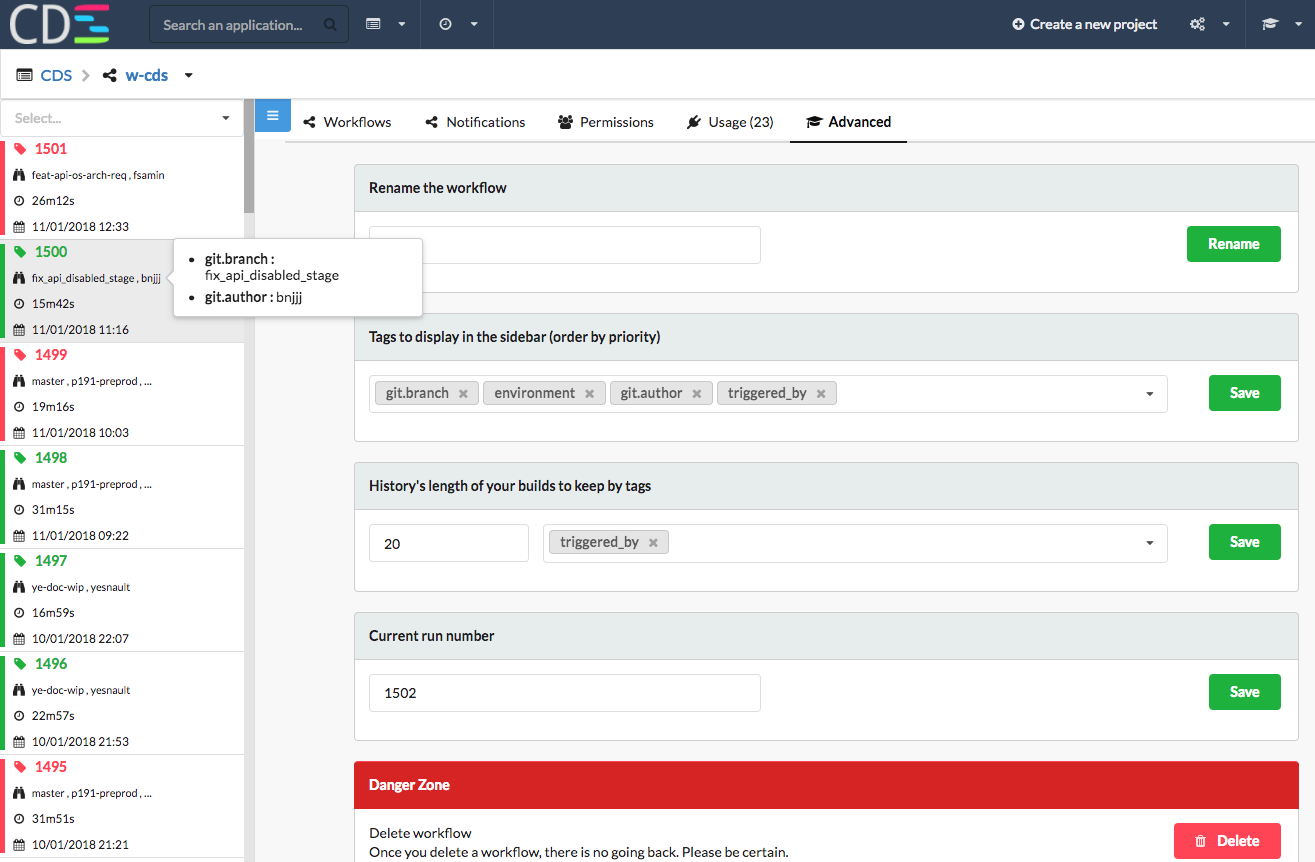 CDS
Search an application...
Create a new project
CDS
w-cds
Select...
1501
feat-api-os-arch-req , fsamin
26m12s
11/01/2018 12:33
1500
fix_api_disabled_stage , bnjjj
15m42s
11/01/2018 11:16
1499
master , p191-preprod , ...
19m16s
11/01/2018 10:03
1498
master , p191-preprod , ...
31m15s
11/01/2018 09:22
1497
ye-doc-wip , yesnault
16m59s
10/01/2018 22:07
1496
ye-doc-wip , yesnault
22m57s
10/01/2018 21:53
1495
master , p191-preprod , ...
31m51s
10/01/2018 21:21
git.branch :
fix_api_disabled_stage
git.author : bnjjj
Workflows
Notifications
Permissions
Usage (23)
Advanced
Rename the workflow
Rename
Tags to display in the sidebar (order by priority)
git.branch
environment
git.author
triggered_by
Save
History's length of your builds to keep by tags
20
triggered_by
Save
Current run number
1502
Save
Danger Zone
Delete workflow
Once you delete a workflow, there is no going back. Please be certain.
Delete